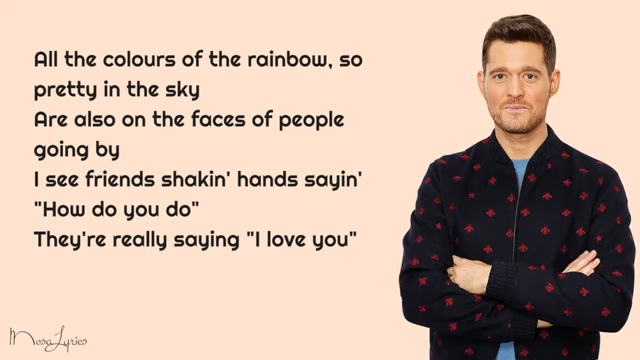 All the colours of the rainbow, so
pretty in the sky
Are also on the faces of people
going by
I see friends shakin' hands sayin'
"How do you do"
They're really saying "I love you"
MosaLyrics